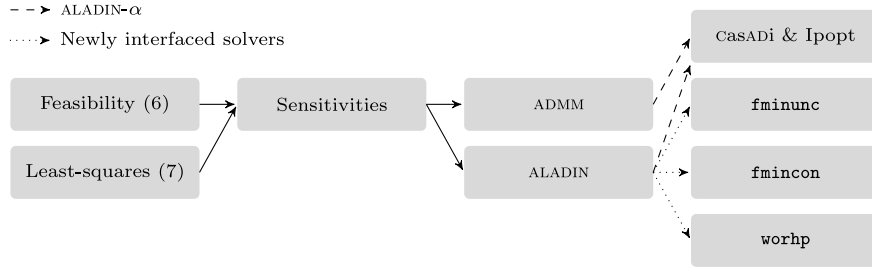 ALADIN-α
Newly interfaced solvers
CasADi & Ipopt
Feasibility (6)
Sensitivities
ADMM
fminunc
Least-squares (7)
ALADIN
fmincon
worhp